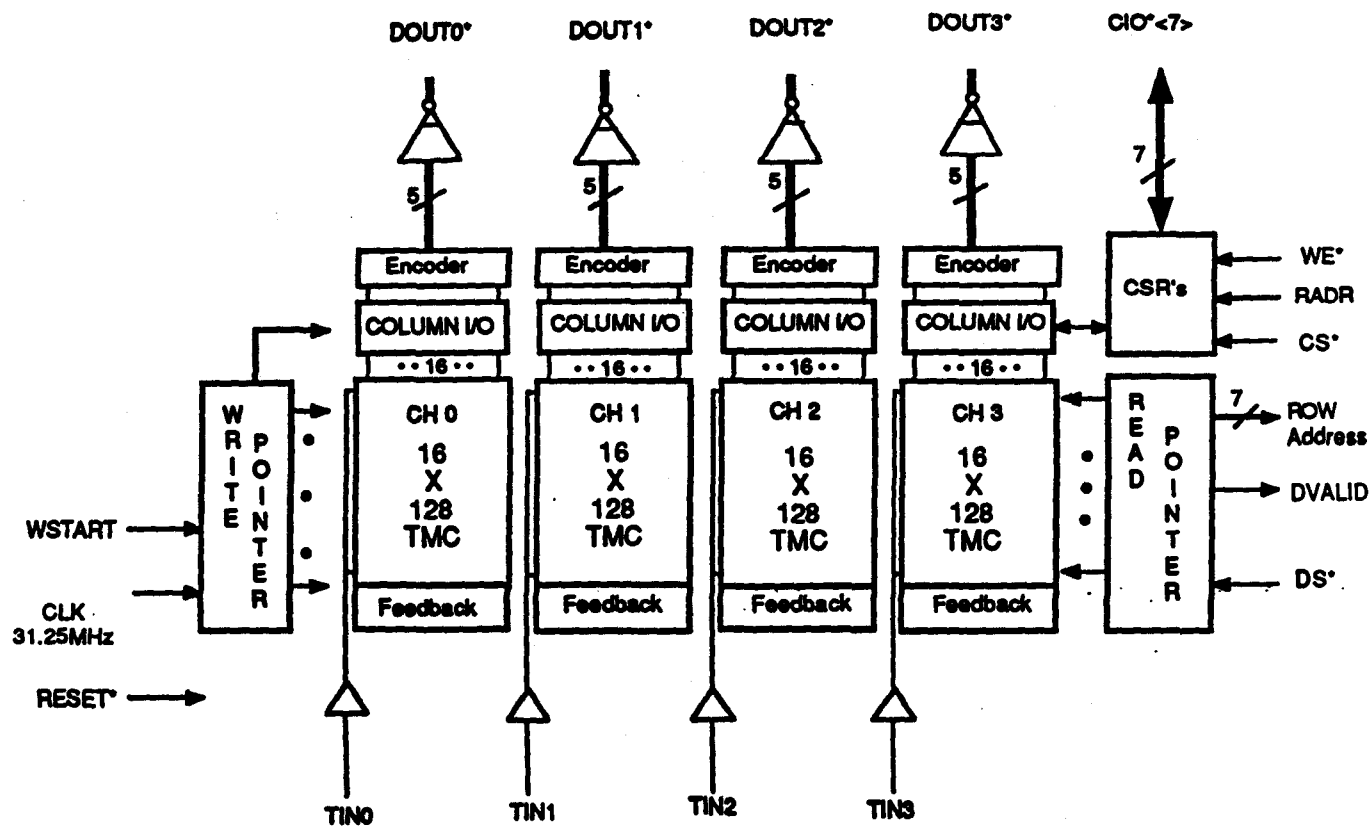 DOUT0* DOUT1* DOUT2* DOUT3* CIO*<7>
5 5 5 5 7
Encoder Encoder Encoder Encoder
COLUMN I/O COLUMN I/O COLUMN I/O COLUMN I/O
••16•• ••16•• ••16•• ••16••
CSR's
WE*
RADR
CS*
WRITE POINTER
CH 0
16
X
128
TMC
Feedback
CH 1
16
X
128
TMC
Feedback
CH 2
16
X
128
TMC
Feedback
CH 3
16
X
128
TMC
Feedback
READ POINTER
7
ROW
Address
DVALID
DS*
WSTART
CLK
31.25MHz
RESET*
TIN0 TIN1 TIN2 TIN3